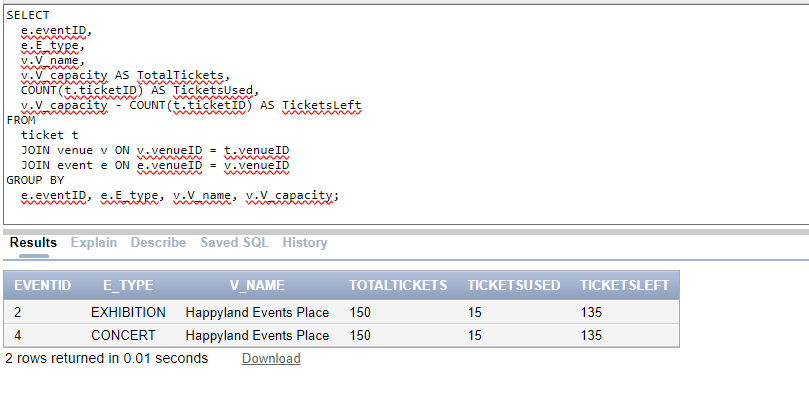 SELECT
e.eventID,
e.E_type,
v.V_name,
v.V_capacity AS TotalTickets,
COUNT(t.ticketID) AS TicketsUsed,
v.V_capacity - COUNT(t.ticketID) AS TicketsLeft
FROM
ticket t
JOIN venue v ON v.venueID = t.venueID
JOIN event e ON e.venueID = v.venueID
GROUP BY
e.eventID, e.E_type, v.V_name, v.V_capacity;
Results Explain Describe Saved SQL History
EVENTID E_TYPE V_NAME TOTALTICKETS TICKETSUSED TICKETSLEFT
2 EXHIBITION Happyland Events Place 150 15 135
4 CONCERT Happyland Events Place 150 15 135
2 rows returned in 0.01 seconds Download